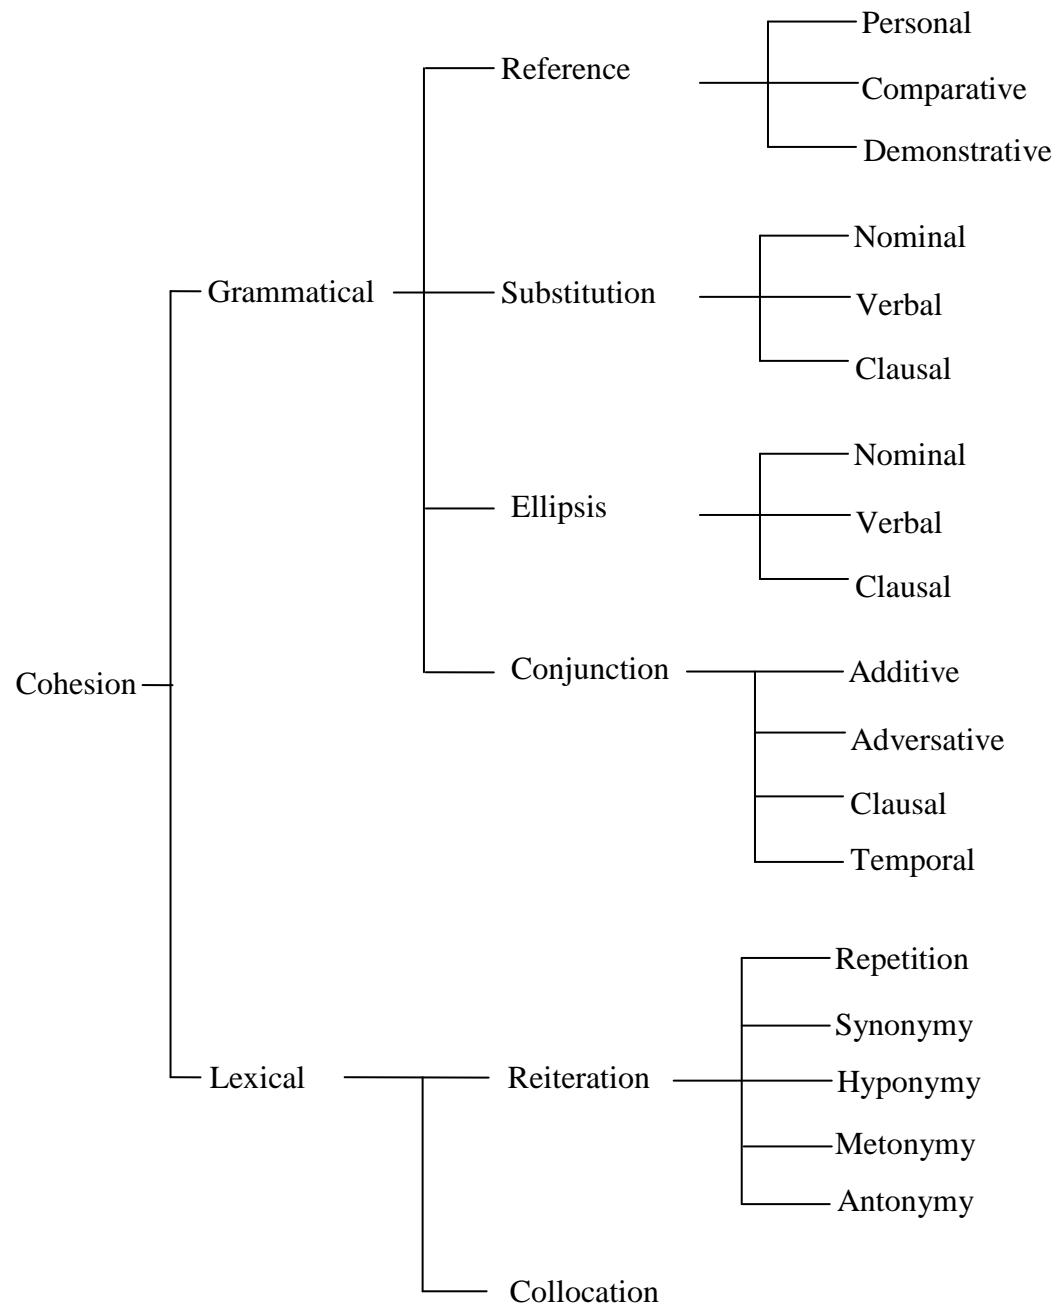 Personal
Reference
Comparative
Demonstrative
Nominal
Grammatical
Substitution
Verbal
Clausal
Nominal
Ellipsis
Verbal
Clausal
Cohesion
Conjunction
Additive
Adversative
Clausal
Temporal
Repetition
Synonymy
Lexical
Reiteration
Hyponymy
Metonymy
Antonymy
Collocation